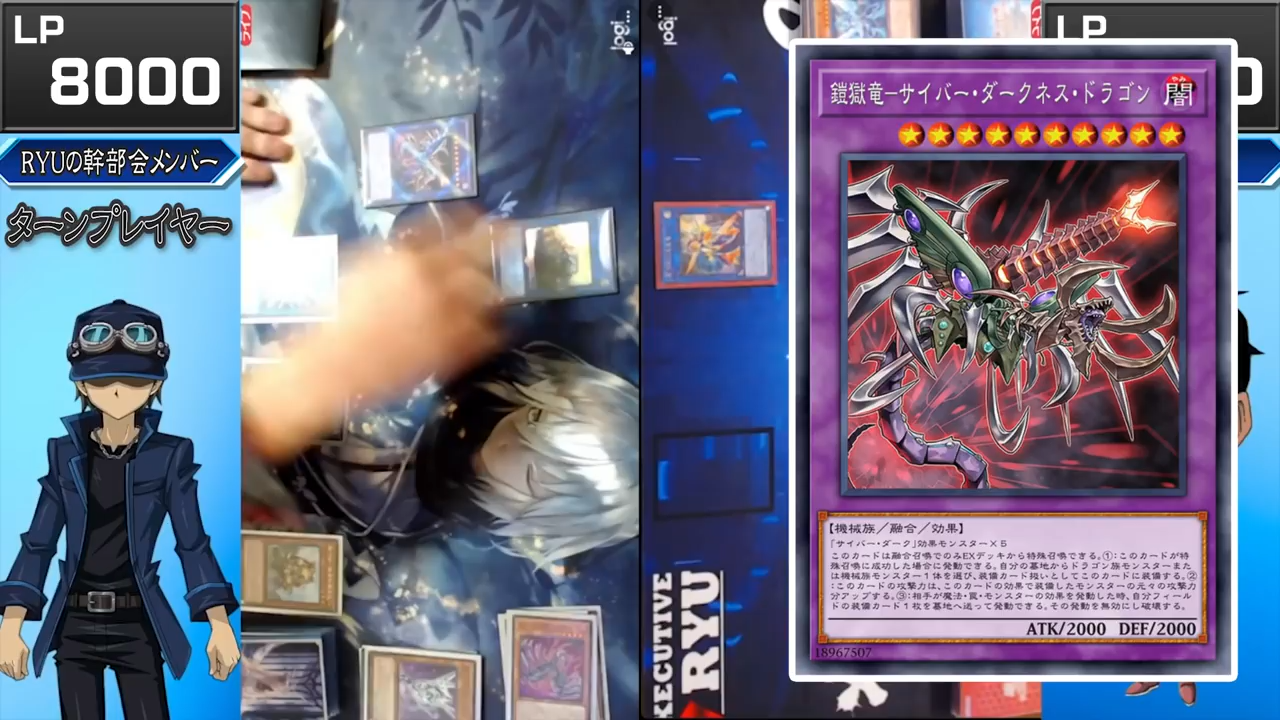 LP
8000
RYUの幹部会メンバー
ターンプレイヤー
LP
0
EXECUTIVE
RYU
鎧獄竜－サイバー・ダークネス・ドラゴン
闇
【機械族／融合／効果】
「サイバー・ダーク」効果モンスター×５
このカードは融合召喚でのみEXデッキから特殊召喚できる。①：このカードが特
殊召喚に成功した場合に発動できる。自分の墓地からドラゴン族モンスターまた
は機械族モンスター１体を選び、装備カード扱いとしてこのカードに装備する。②
：このカードの攻撃力は、このカードの効果で装備したモンスターの元々の攻撃力
分アップする。③：相手が魔法・罠・モンスターの効果を発動した時、自分フィール
ドの装備カード１枚を墓地へ送って発動できる。その発動を無効にし破壊する。
ATK/2000 DEF/2000
18967507